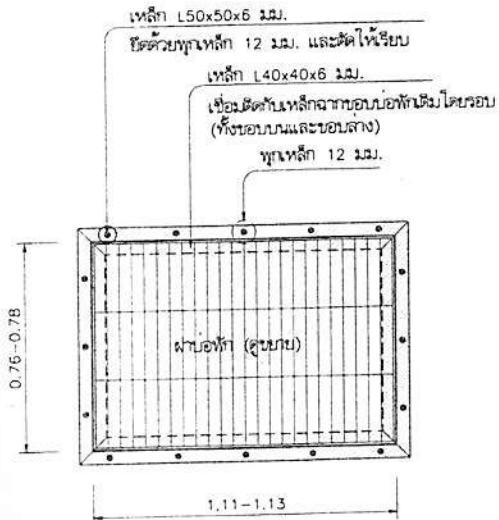 เหล็ก L50x50x6 มม.
ยึดด้วยพุกเหล็ก 12 มม. และตัดให้เรียบ
เหล็ก L40x40x6 มม.
เชื่อมติดกับเหล็กฉากขอบบ่อพักเดิมโดยรอบ
(ทั้งขอบบนและขอบล่าง)
พุกเหล็ก 12 มม.
0.76-0.78
ฝาบ่อพัก (ดูขยาย)
1.11-1.13